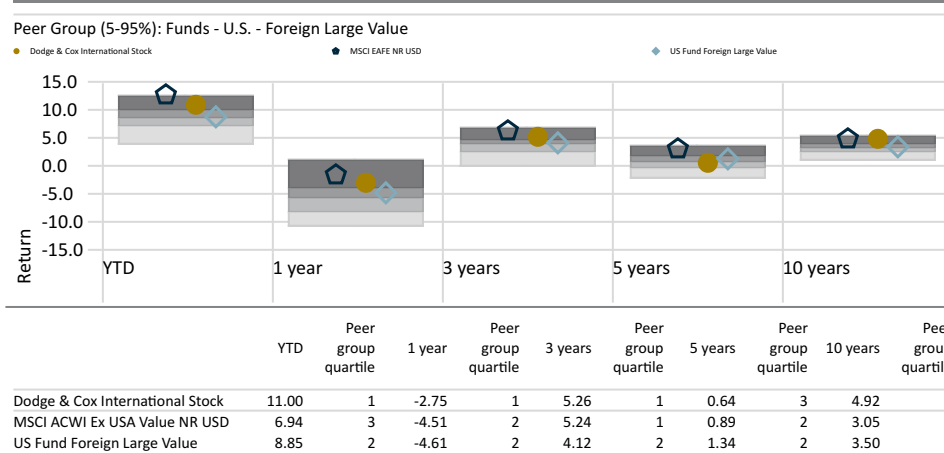 Peer Group (5-95%): Funds - U.S. - Foreign Large Value
Dodge & Cox International Stock MSCI EAFE NR USD US Fund Foreign Large Value
15.0
10.0
5.0
0.0
-5.0
-10.0
-15.0
Return
YTD 1 year 3 years 5 years 10 years
YTD Peer group quartile 1 year Peer group quartile 3 years Peer group quartile 5 years Peer group quartile 10 years
Dodge & Cox International Stock 11.00 1 -2.75 1 5.26 1 0.64 3 4.92
MSCI ACWI Ex USA Value NR USD 6.94 3 -4.51 2 5.24 1 0.89 2 3.05
US Fund Foreign Large Value 8.85 2 -4.61 2 4.12 2 1.34 2 3.50